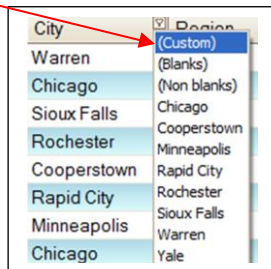 City Region
Warren
Chicago
Sioux Falls
Rochester
Cooperstown
Rapid City
Minneapolis
Chicago
(Custom)
(Blanks)
(Non blanks)
Chicago
Cooperstown
Minneapolis
Rapid City
Rochester
Sioux Falls
Warren
Yale